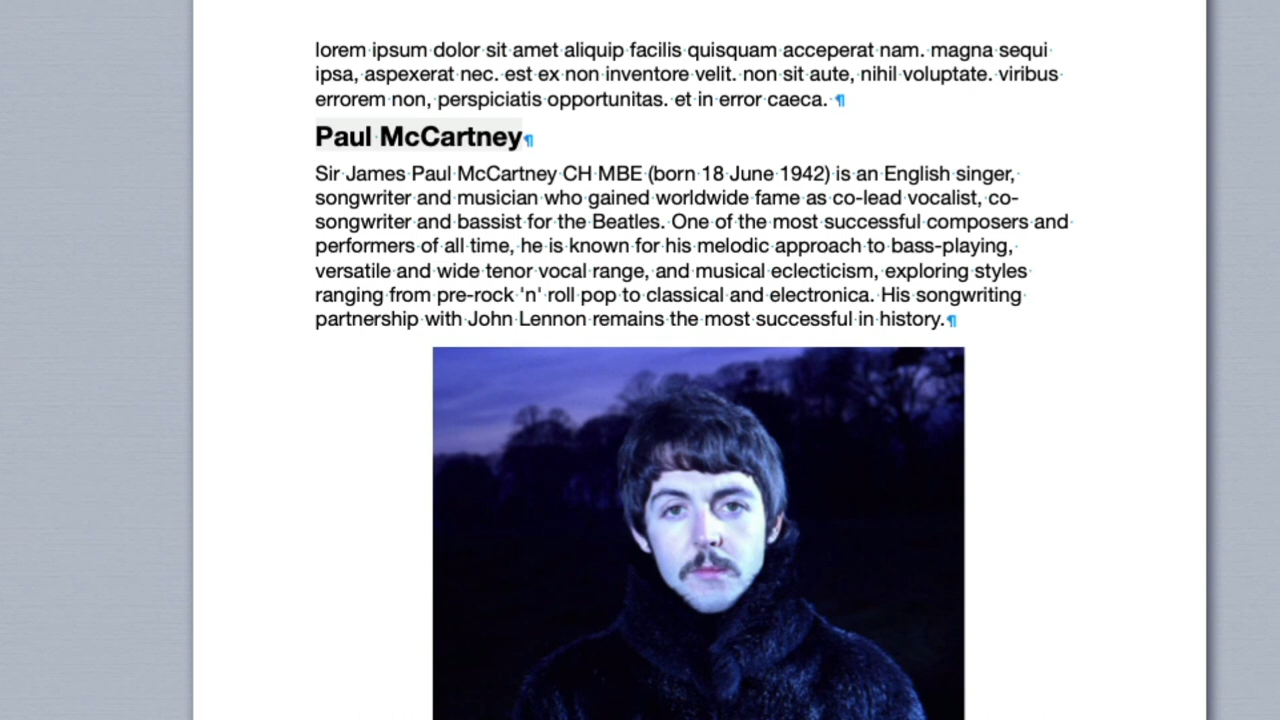 lorem ipsum dolor sit amet aliquip facilis quisquam acceperat nam. magna sequi
ipsa, aspexerat nec. est ex non inventore velit. non sit aute, nihil voluptate. viribus
errorem non, perspiciatis opportunitas. et in error caeca. ¶
Paul McCartney¶
Sir James Paul McCartney CH MBE (born 18 June 1942) is an English singer,
songwriter and musician who gained worldwide fame as co-lead vocalist, co-
songwriter and bassist for the Beatles. One of the most successful composers and
performers of all time, he is known for his melodic approach to bass-playing,
versatile and wide tenor vocal range, and musical eclecticism, exploring styles
ranging from pre-rock 'n' roll pop to classical and electronica. His songwriting
partnership with John Lennon remains the most successful in history.¶